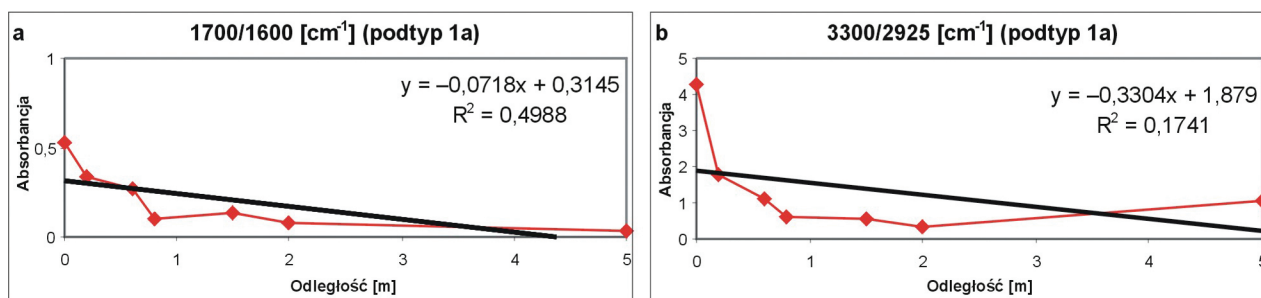 a
1700/1600 [cm⁻¹] (podtyp 1a)
1
0,5
0
Absorbancja
y = –0,0718x + 0,3145
R² = 0,4988
0 1 2 3 4 5
Odległość [m]
b
3300/2925 [cm⁻¹] (podtyp 1a)
5
4
3
2
1
0
Absorbancja
y = –0,3304x + 1,879
R² = 0,1741
0 1 2 3 4 5
Odległość [m]